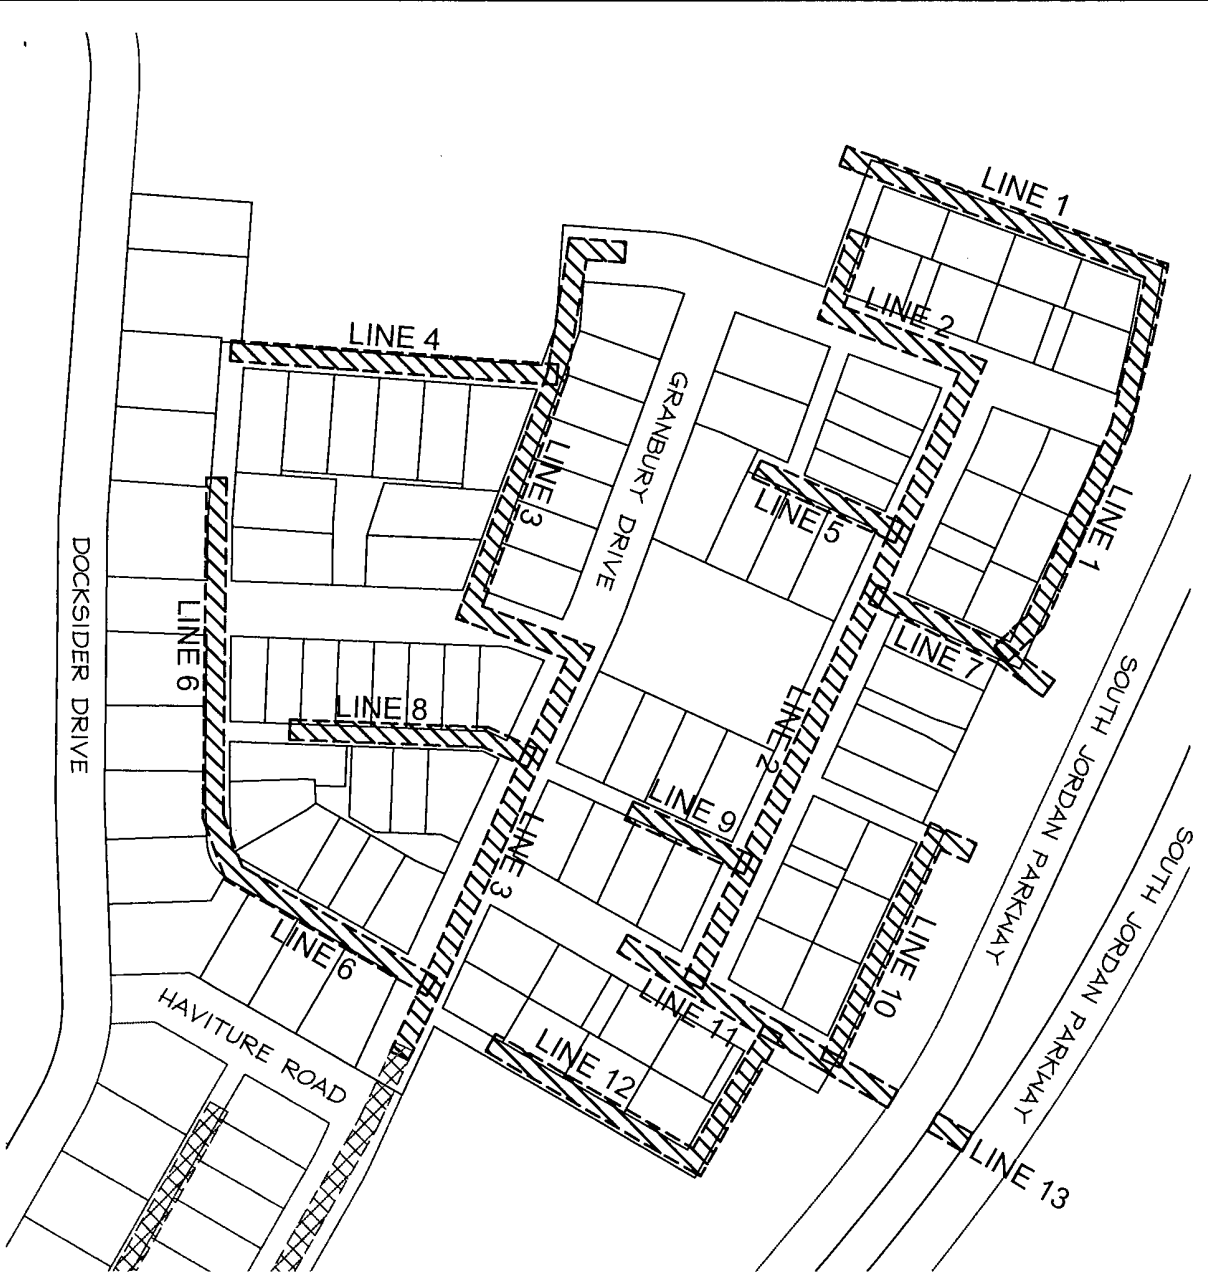 LINE 1
LINE 2
LINE 4
GRANBURY DRIVE
LINE 3
LINE 5
LINE 1
DOCKSIDER DRIVE
LINE 6
LINE 7
SOUTH JORDAN PARKWAY
LINE 8
LINE 2
LINE 9
LINE 3
SOUTH JORDAN PARKWAY
LINE 6
LINE 10
HAVITURE ROAD
LINE 11
LINE 12
LINE 13